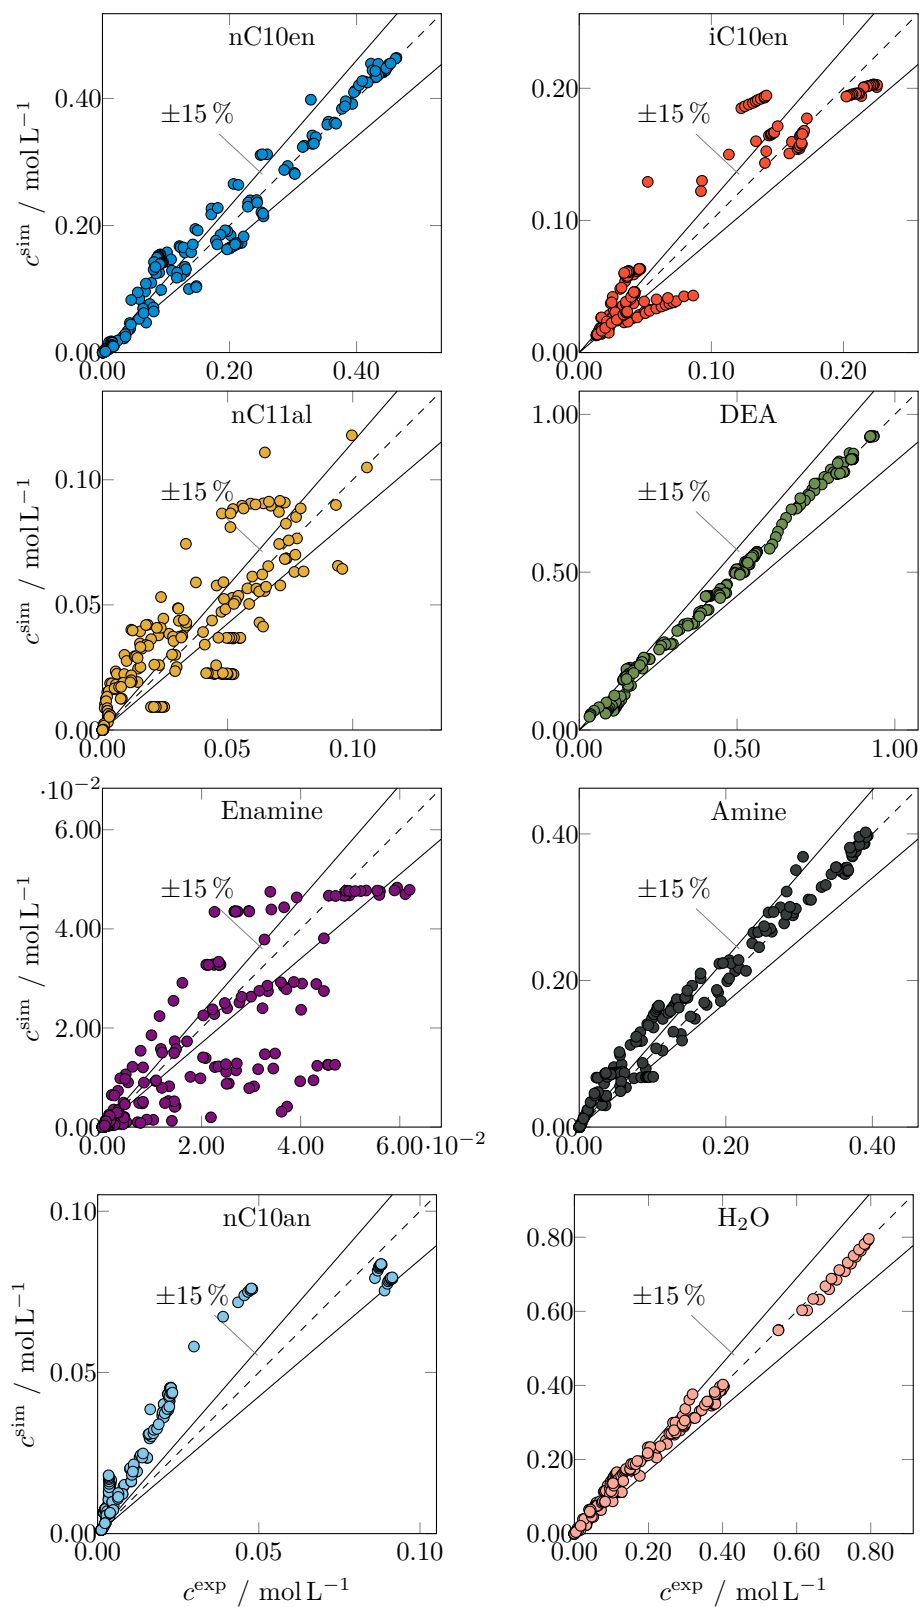 nC10en
±15 %
c^sim / mol L⁻¹
0.40
0.20
0.00
0.00 0.20 0.40
iC10en
±15 %
0.20
0.10
0.00
0.10 0.20
nC11al
±15 %
c^sim / mol L⁻¹
0.10
0.05
0.00
0.00 0.05 0.10
DEA
±15 %
1.00
0.50
0.00
0.00 0.50 1.00
·10⁻²
Enamine
±15 %
c^sim / mol L⁻¹
6.00
4.00
2.00
0.00
0.00 2.00 4.00 6.00·10⁻²
Amine
±15 %
0.40
0.20
0.00
0.00 0.20 0.40
nC10an
±15 %
c^sim / mol L⁻¹
0.10
0.05
0.00
0.00 0.05 0.10
c^exp / mol L⁻¹
H₂O
±15 %
0.80
0.60
0.40
0.20
0.00
0.00 0.20 0.40 0.60 0.80
c^exp / mol L⁻¹